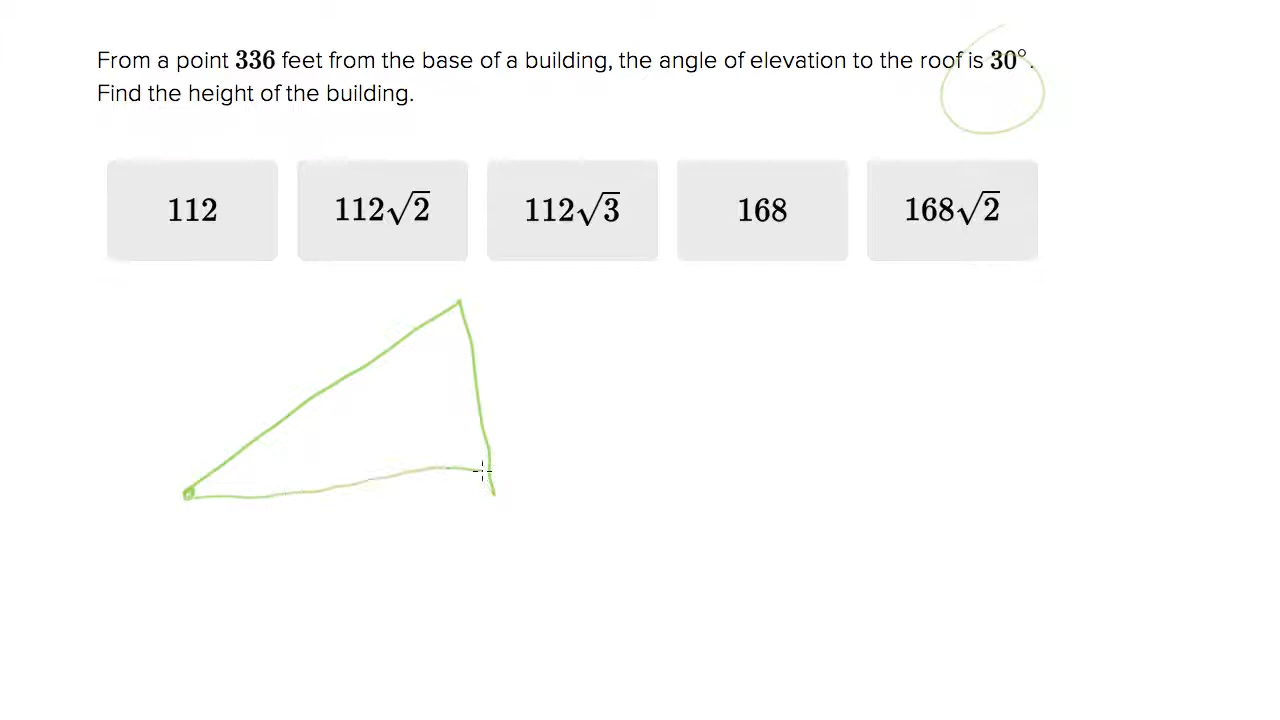 From a point 336 feet from the base of a building, the angle of elevation to the roof is 30°.
Find the height of the building.
112
112√2
112√3
168
168√2